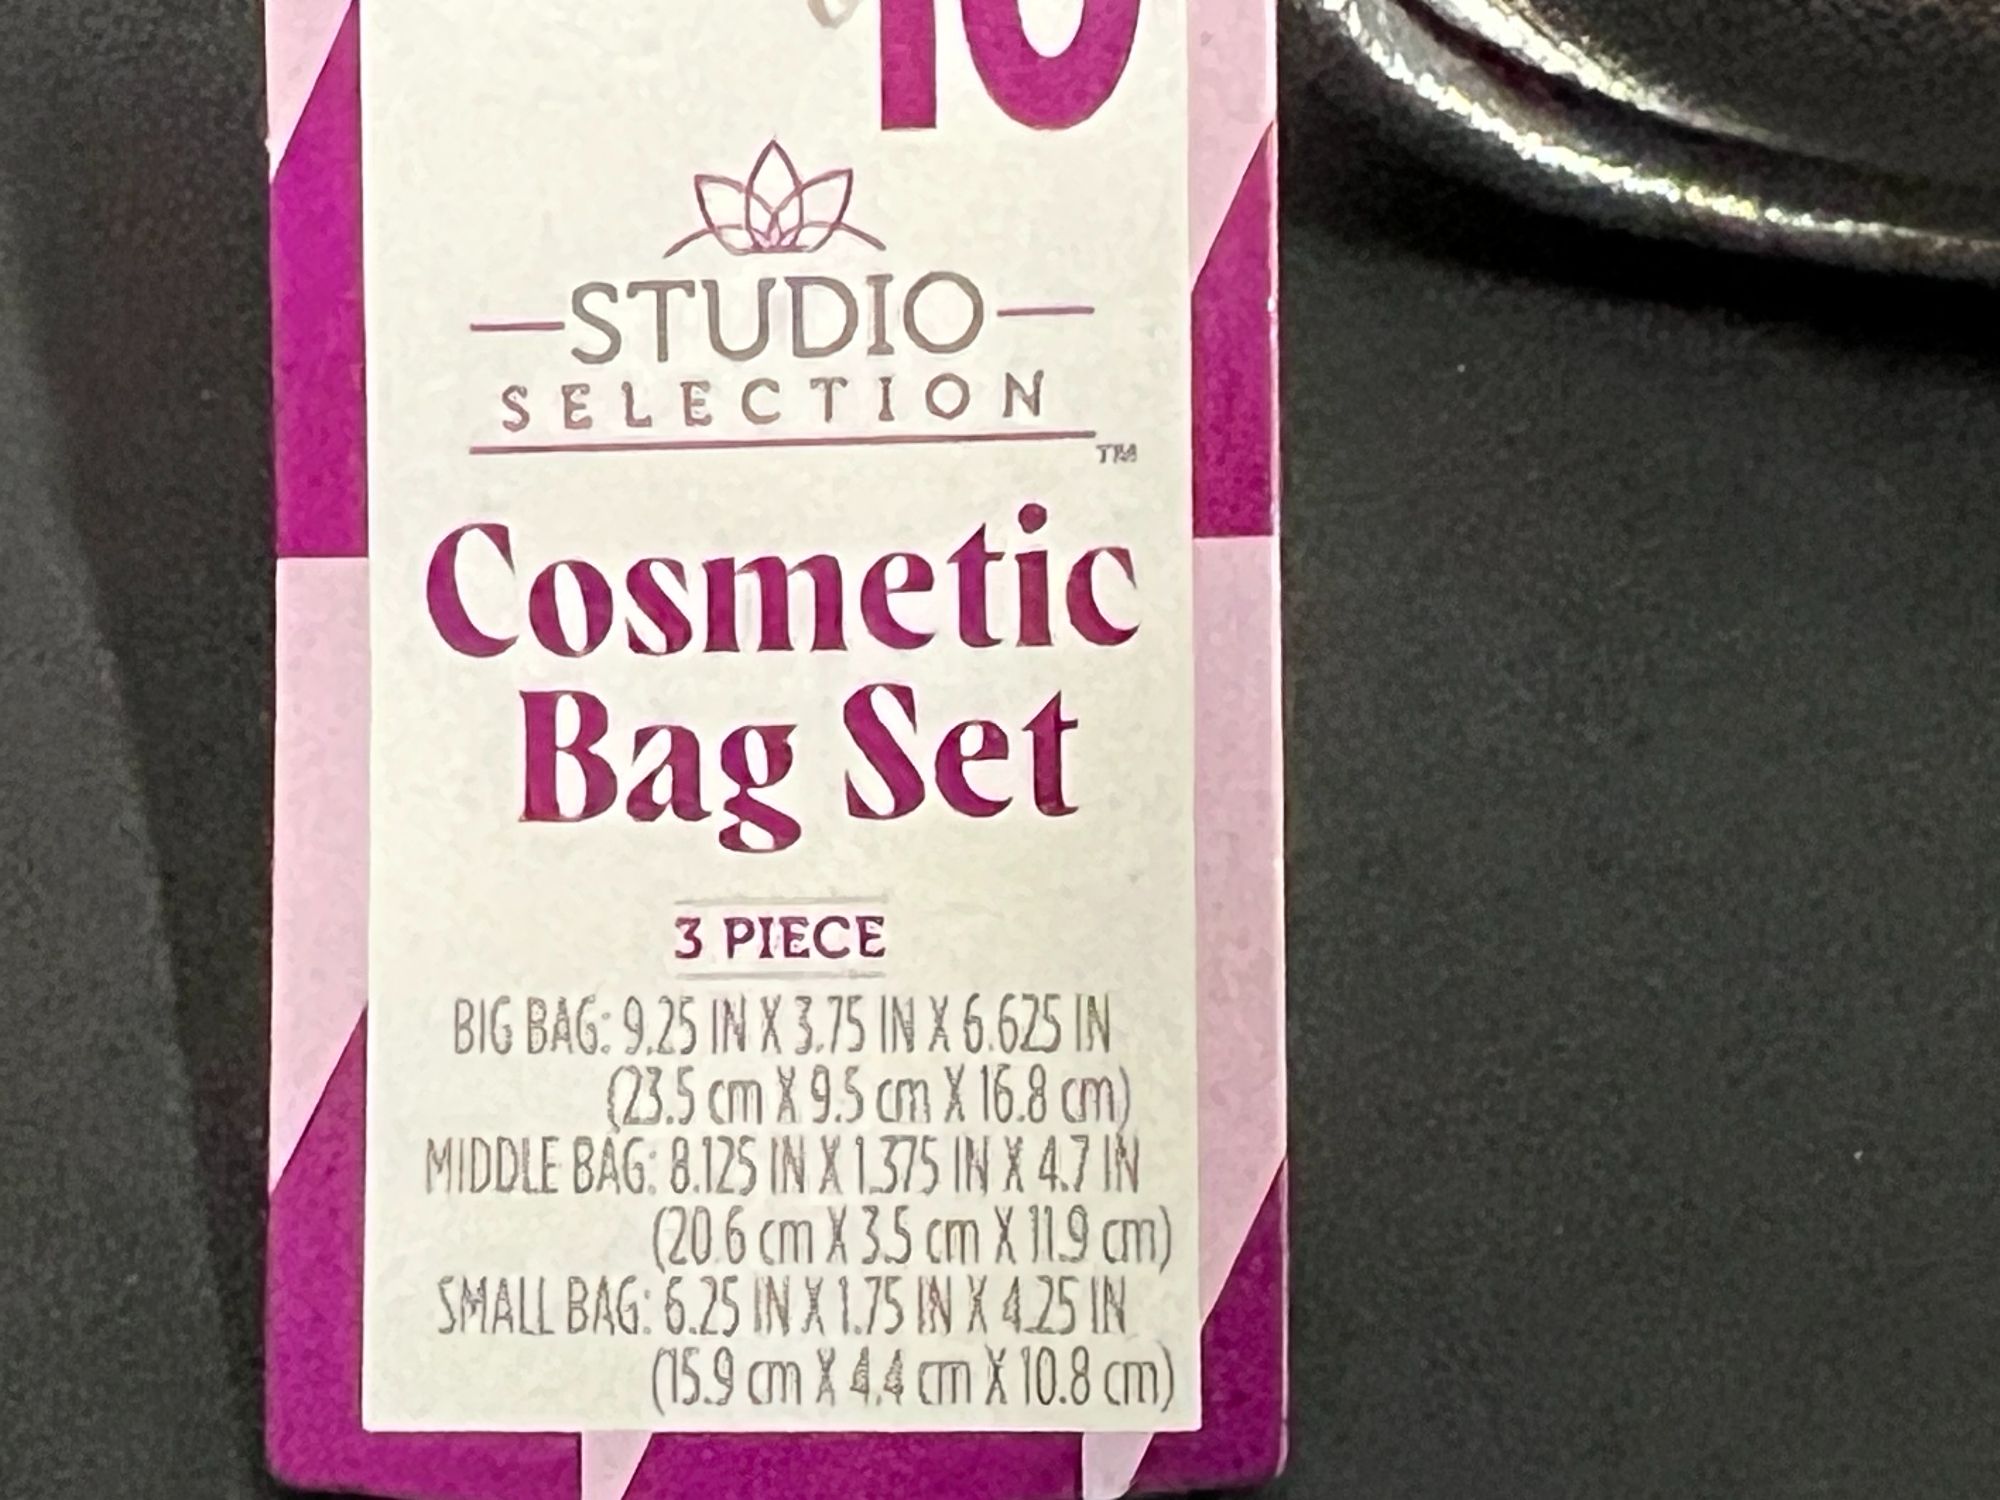 10
STUDIO
SELECTION
TM
Cosmetic
Bag Set
3 PIECE
BIG BAG: 9.25 IN X 3.75 IN X 6.625 IN
(23.5 cm X 9.5 cm X 16.8 cm)
MIDDLE BAG: 8.125 IN X 1.375 IN X 4.7 IN
(20.6 cm X 3.5 cm X 11.9 cm)
SMALL BAG: 6.25 IN X 1.75 IN X 4.25 IN
(15.9 cm X 4.4 cm X 10.8 cm)